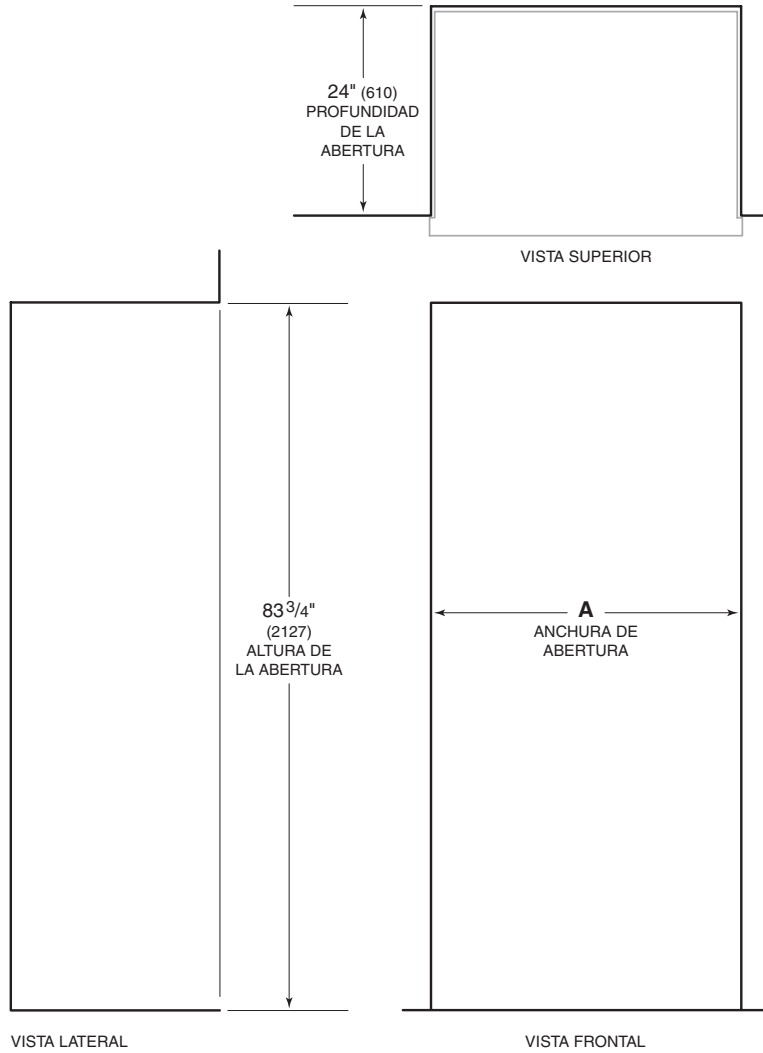 24" (610)
PROFUNDIDAD
DE LA
ABERTURA
VISTA SUPERIOR
83 3/4"
(2127)
ALTURA DE
LA ABERTURA
A
ANCHURA DE
ABERTURA
VISTA LATERAL
VISTA FRONTAL